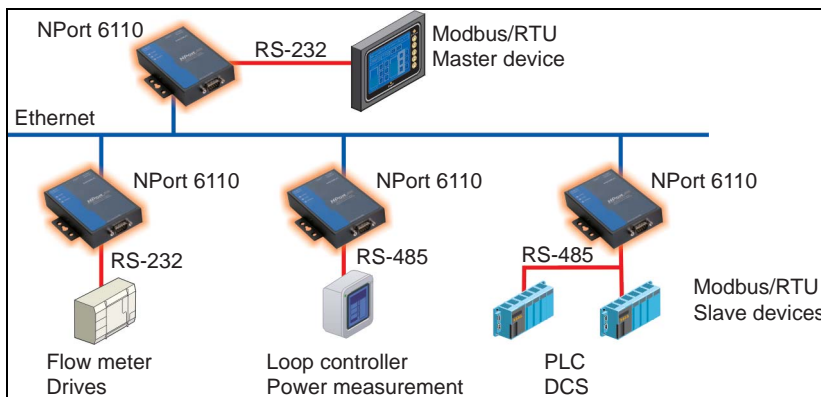 NPort 6110
RS-232
Modbus/RTU
Master device
Ethernet
NPort 6110
NPort 6110
NPort 6110
RS-232
RS-485
RS-485
Modbus/RTU
Slave devices
Flow meter
Drives
Loop controller
Power measurement
PLC
DCS